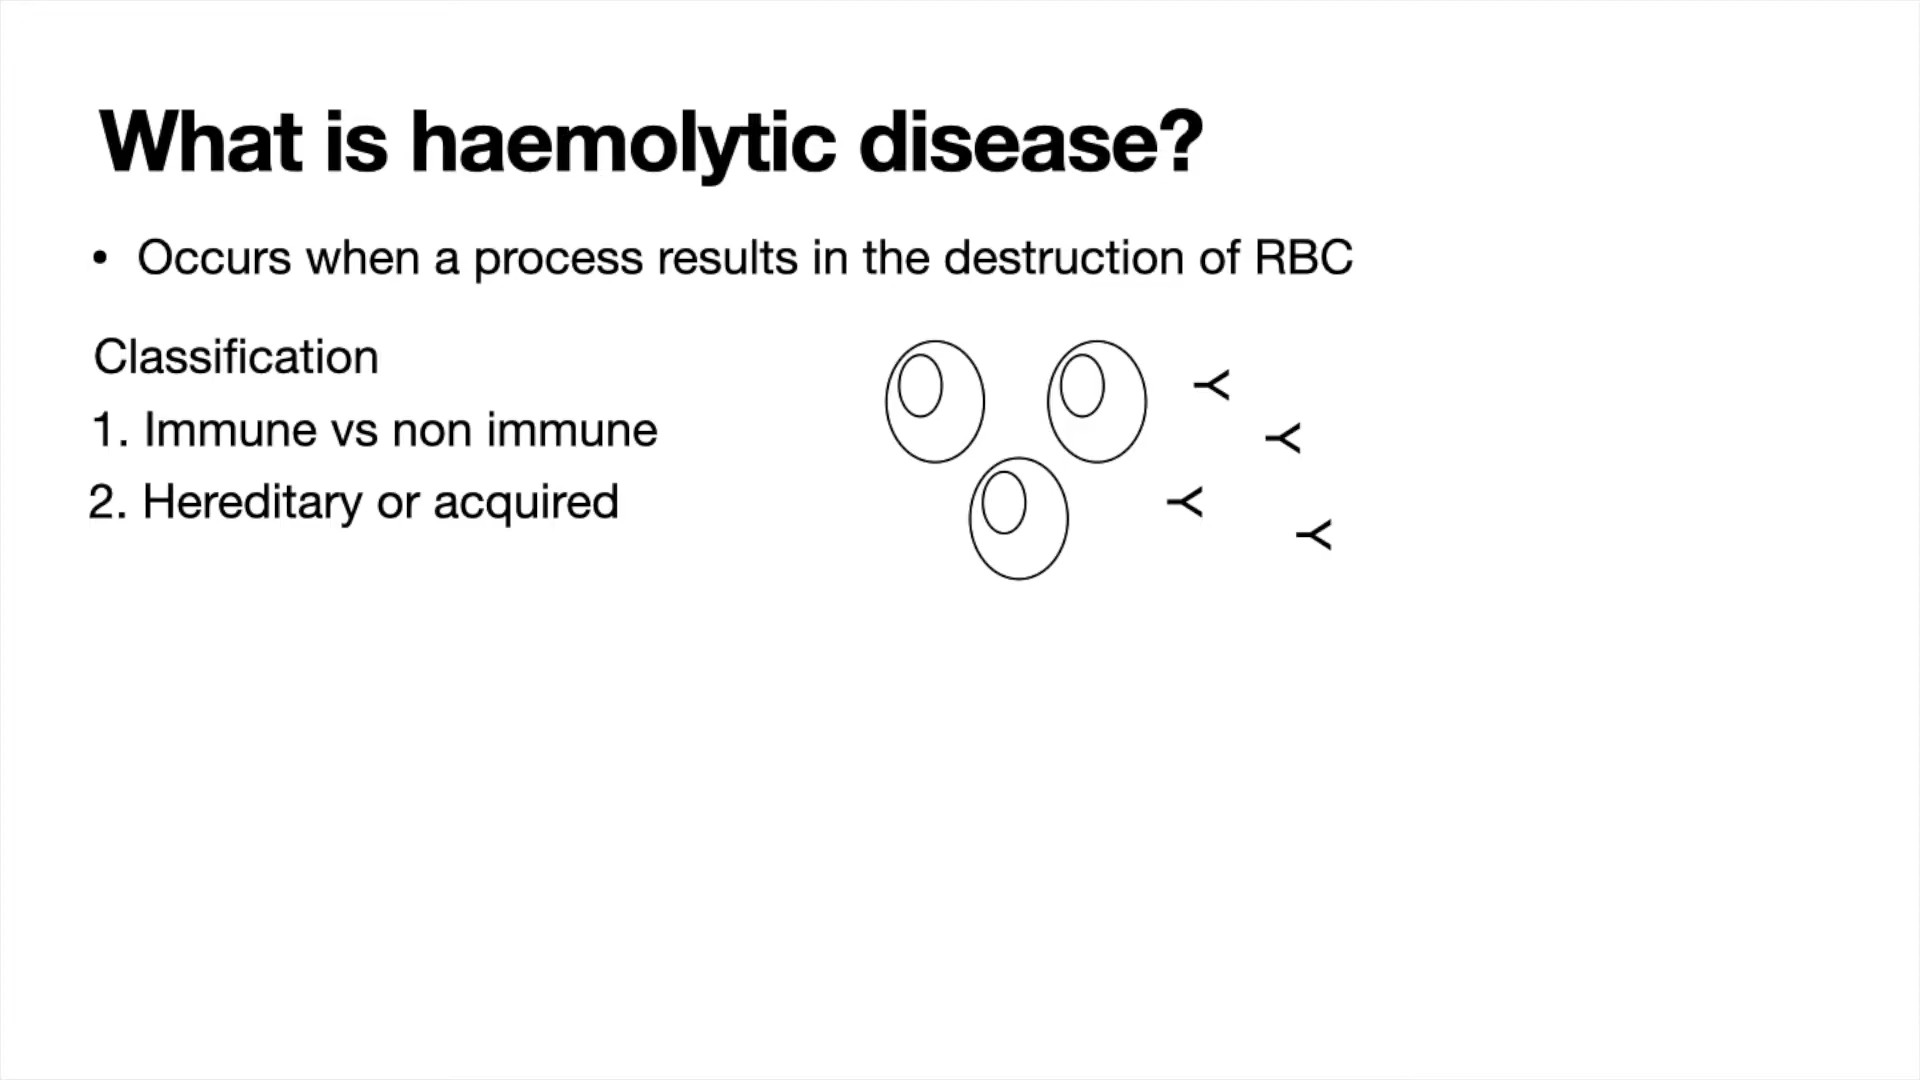 What is haemolytic disease?
• Occurs when a process results in the destruction of RBC
Classification
1. Immune vs non immune
2. Hereditary or acquired